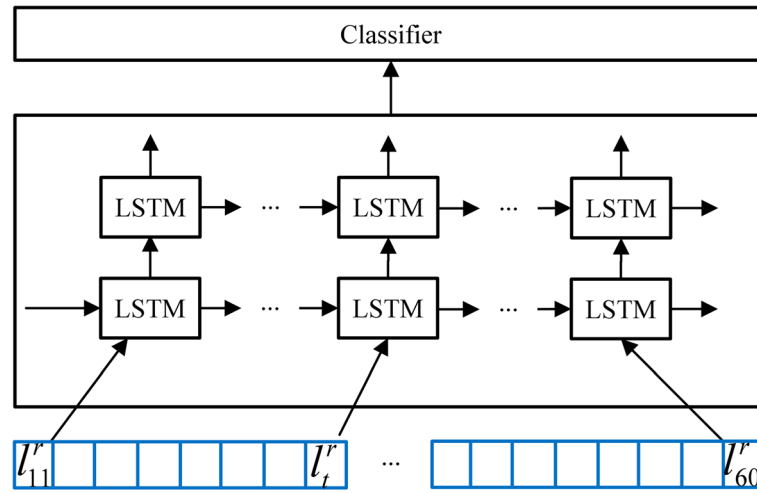 Classifier
LSTM ... LSTM ... LSTM
LSTM ... LSTM ... LSTM
l^r_11 l^r_t ... l^r_60